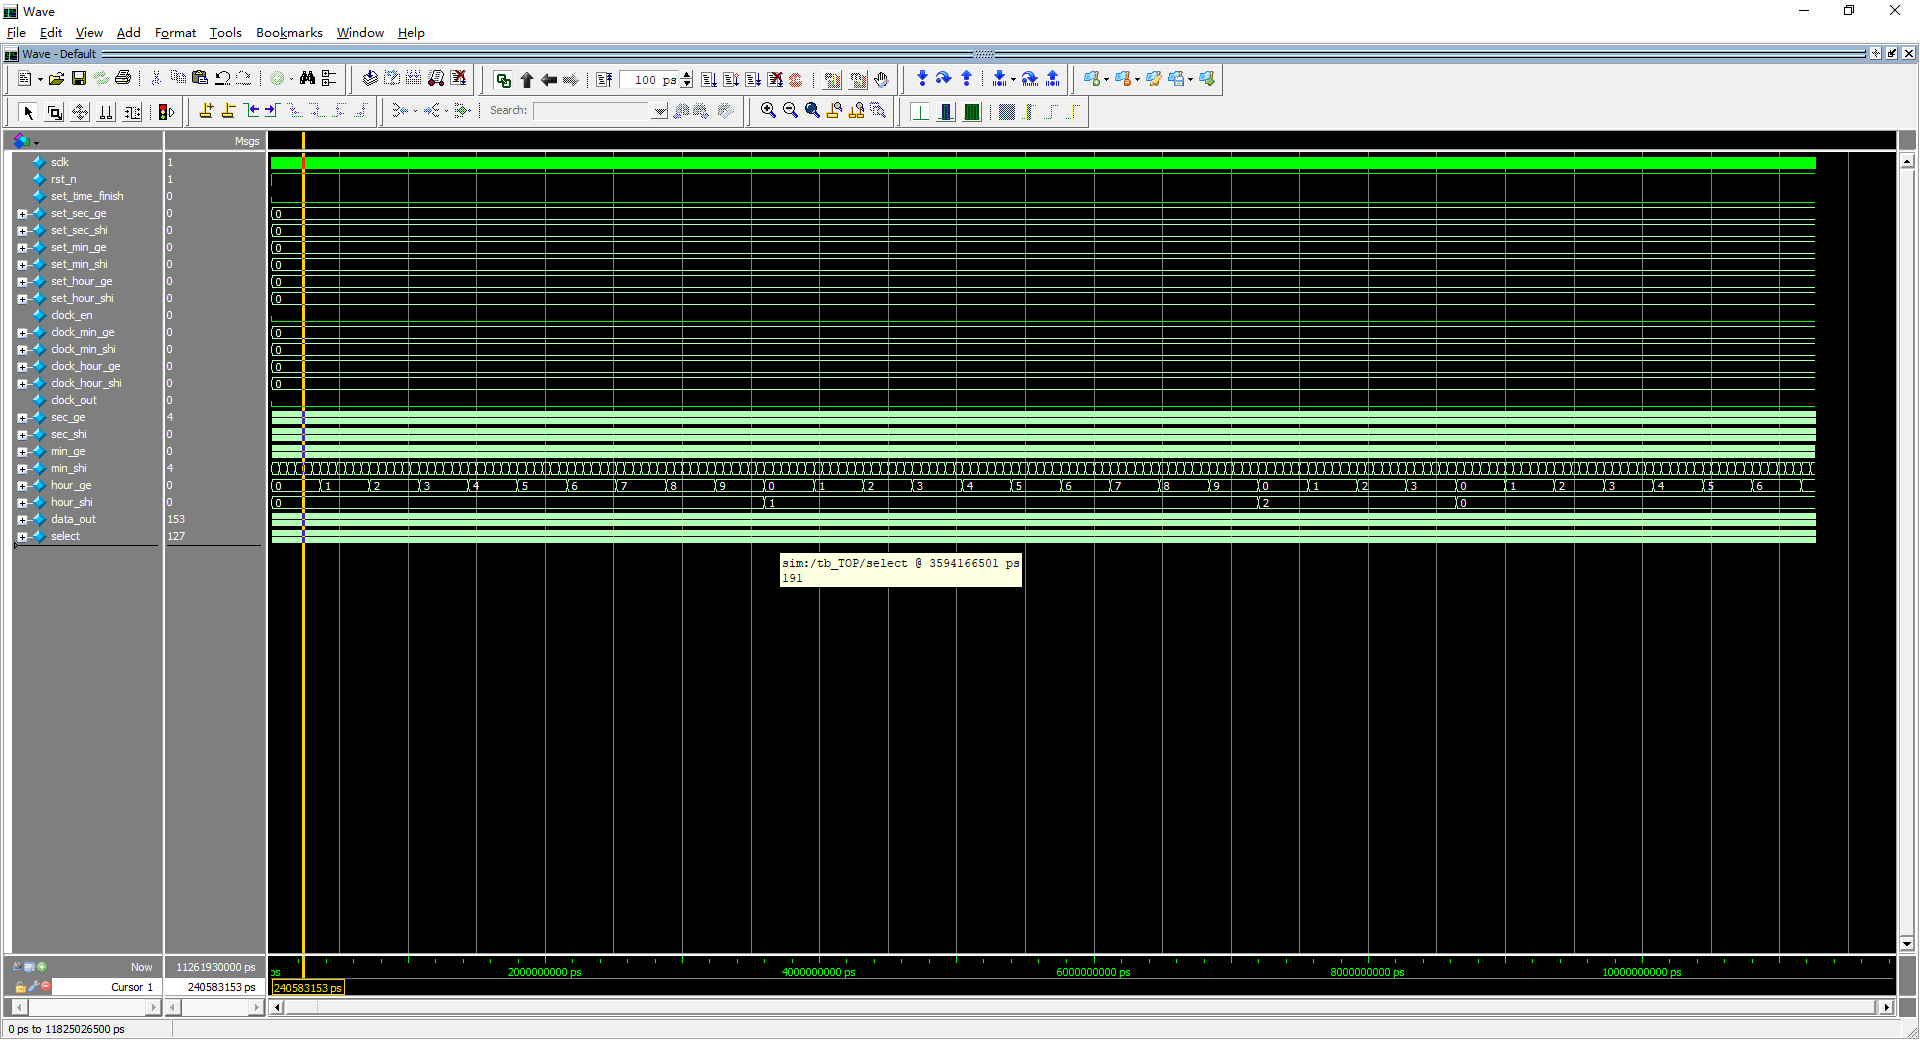 Wave
File Edit View Add Format Tools Bookmarks Window Help
Wave - Default
100 ps
Search:
Msgs
sclk 1
rst_n 1
set_time_finish 0
set_sec_ge 0 0
set_sec_shi 0 0
set_min_ge 0 0
set_min_shi 0 0
set_hour_ge 0 0
set_hour_shi 0 0
clock_en 0
clock_min_ge 0 0
clock_min_shi 0 0
clock_hour_ge 0 0
clock_hour_shi 0 0
clock_out 0
sec_ge 4
sec_shi 0
min_ge 0
min_shi 4
hour_ge 0 0 1 2 3 4 5 6 7 8 9 0 1 2 3 4 5 6 7 8 9 0 1 2 3 0 1 2 3 4 5 6
hour_shi 0 0 1 2 0
data_out 153
select 127
sim:/tb_TOP/select @ 3594166501 ps
191
Now 11261930000 ps ps 2000000000 ps 4000000000 ps 6000000000 ps 8000000000 ps 10000000000 ps
Cursor 1 240583153 ps 240583153 ps
0 ps to 11825026500 ps